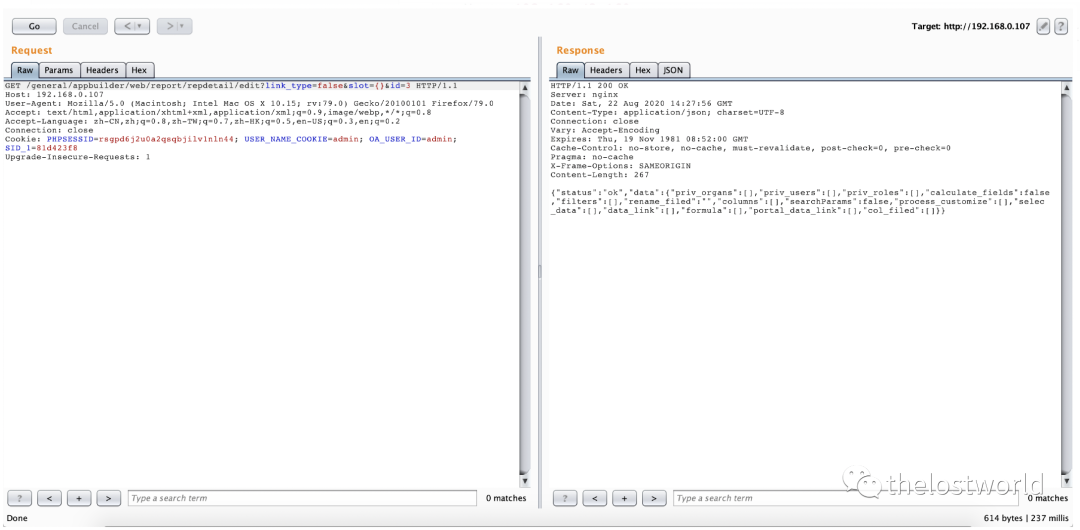 Go Cancel < > Target: http://192.168.0.107 ?
Request
Raw Params Headers Hex
GET /general/appbuilder/web/report/repdetail/edit?link_type=false&slot={}&id=3 HTTP/1.1
Host: 192.168.0.107
User-Agent: Mozilla/5.0 (Macintosh; Intel Mac OS X 10.15; rv:79.0) Gecko/20100101 Firefox/79.0
Accept: text/html,application/xhtml+xml,application/xml;q=0.9,image/webp,*/*;q=0.8
Accept-Language: zh-CN,zh;q=0.8,zh-TW;q=0.7,zh-HK;q=0.5,en-US;q=0.3,en;q=0.2
Connection: close
Cookie: PHPSESSID=rsgpd6j2u0a2qsqbjilvlnln44; USER_NAME_COOKIE=admin; OA_USER_ID=admin;
SID_1=81d423f8
Upgrade-Insecure-Requests: 1
? < + > Type a search term 0 matches
Done
Response
Raw Headers Hex JSON
HTTP/1.1 200 OK
Server: nginx
Date: Sat, 22 Aug 2020 14:27:56 GMT
Content-Type: application/json; charset=UTF-8
Connection: close
Vary: Accept-Encoding
Expires: Thu, 19 Nov 1981 08:52:00 GMT
Cache-Control: no-store, no-cache, must-revalidate, post-check=0, pre-check=0
Pragma: no-cache
X-Frame-Options: SAMEORIGIN
Content-Length: 267
{"status":"ok","data":{"priv_organs":[],"priv_users":[],"priv_roles":[],"calculate_fields":false
,"filters":[],"rename_filed":"","columns":[],"searchParams":false,"process_customize":[],"selec
_data":[],"data_link":[],"formula":[],"portal_data_link":[],"col_filed":[]}}
? < + > Type a search term 0 matches
thelostworld
614 bytes | 237 millis